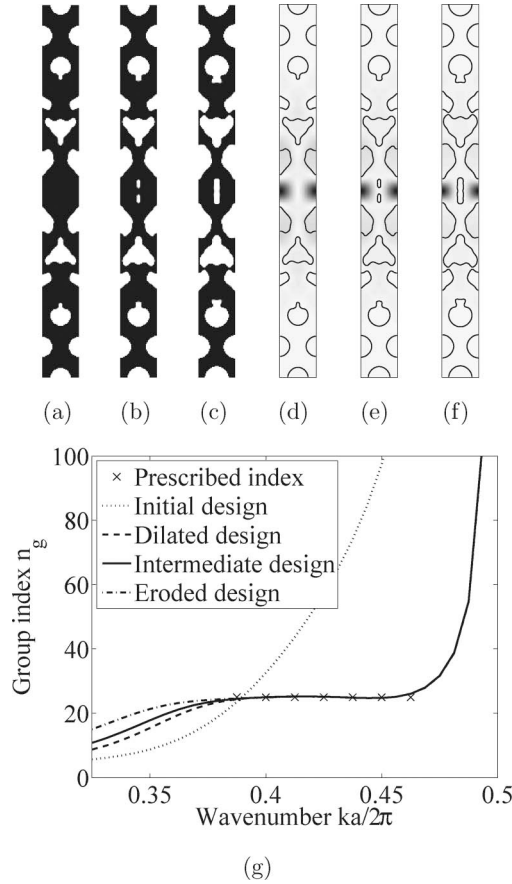 (a) (b) (c) (d) (e) (f)
100
80
60
40
20
0
Group index n_g
× Prescribed index
Initial design
Dilated design
Intermediate design
Eroded design
0.35 0.4 0.45 0.5
Wavenumber ka/2π
(g)